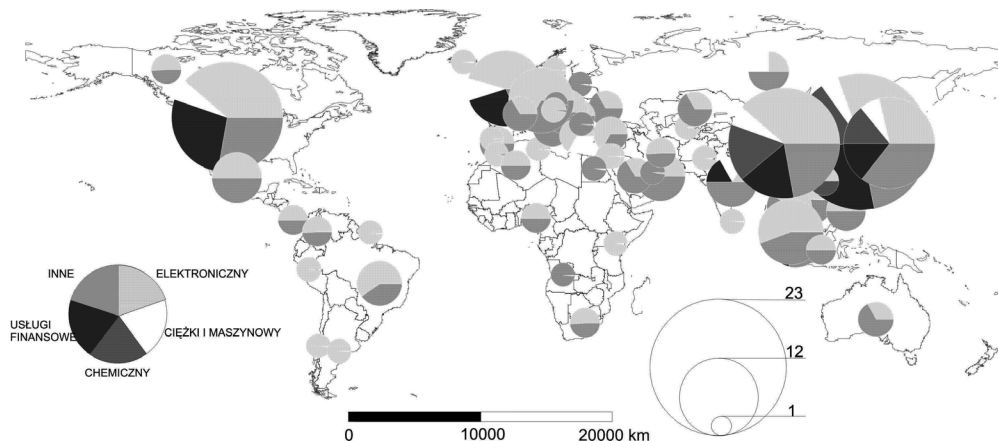 INNE
ELEKTRONICZNY
USŁUGI
FINANSOWE
CIĘŻKI I MASZYNOWY
CHEMICZNY
23
12
1
0
10000
20000 km